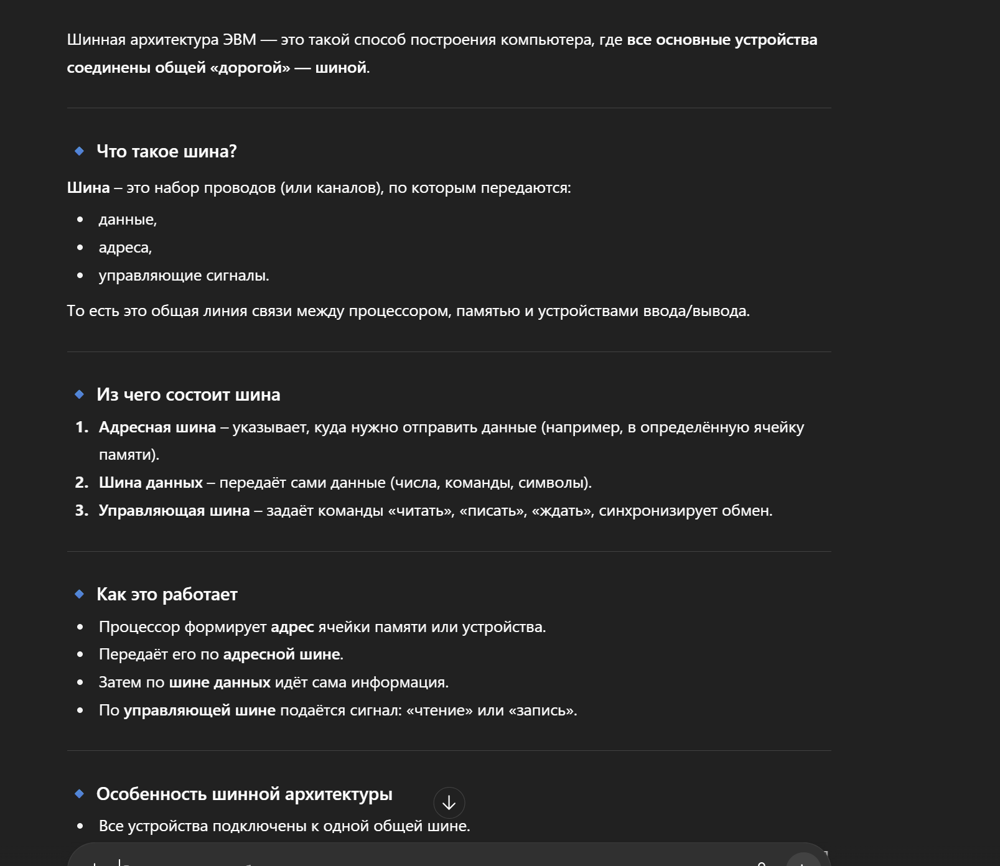 Шинная архитектура ЭВМ — это такой способ построения компьютера, где все основные устройства
соединены общей «дорогой» — шиной.
Что такое шина?
Шина – это набор проводов (или каналов), по которым передаются:
• данные,
• адреса,
• управляющие сигналы.
То есть это общая линия связи между процессором, памятью и устройствами ввода/вывода.
Из чего состоит шина
1. Адресная шина – указывает, куда нужно отправить данные (например, в определённую ячейку
памяти).
2. Шина данных – передаёт сами данные (числа, команды, символы).
3. Управляющая шина – задаёт команды «читать», «писать», «ждать», синхронизирует обмен.
Как это работает
• Процессор формирует адрес ячейки памяти или устройства.
• Передаёт его по адресной шине.
• Затем по шине данных идёт сама информация.
• По управляющей шине подаётся сигнал: «чтение» или «запись».
Особенность шинной архитектуры
• Все устройства подключены к одной общей шине.